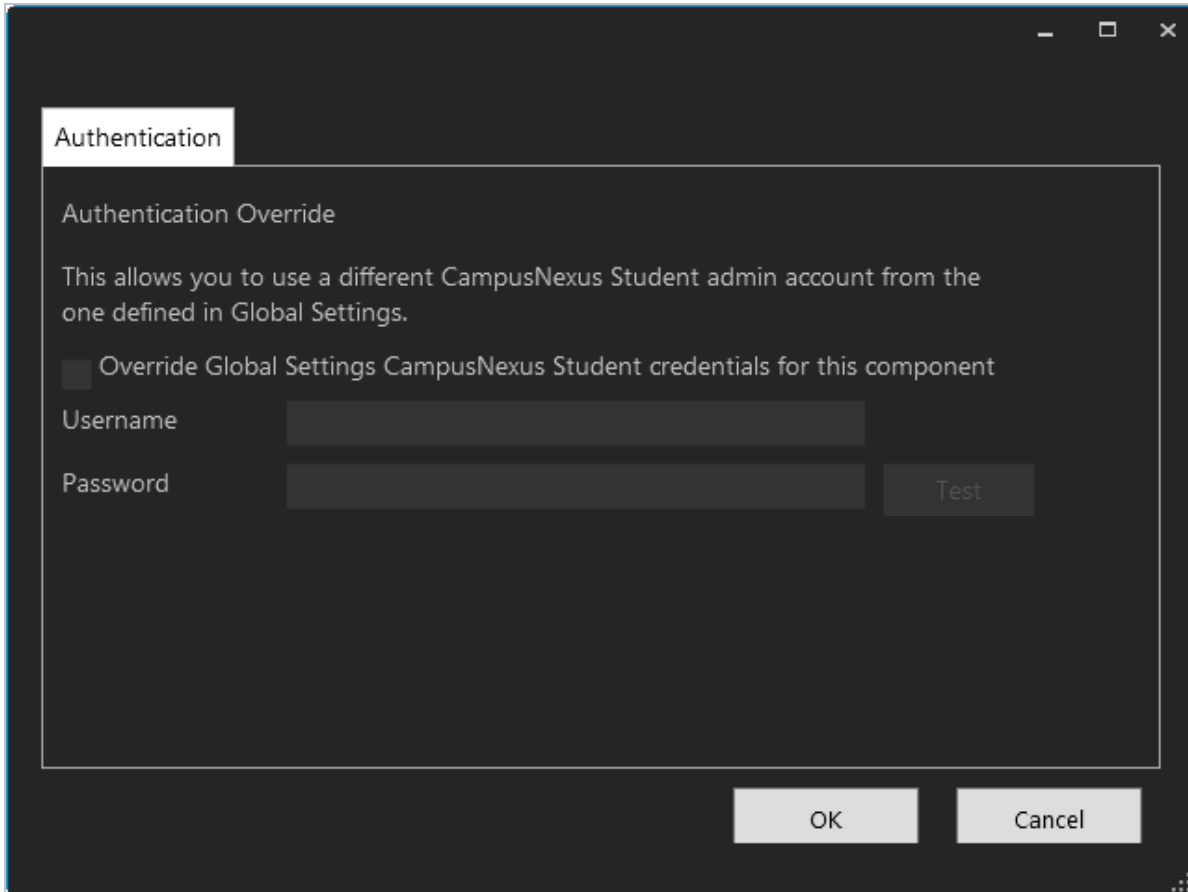 Authentication
Authentication Override
This allows you to use a different CampusNexus Student admin account from the
one defined in Global Settings.
Override Global Settings CampusNexus Student credentials for this component
Username
Password
Test
OK
Cancel